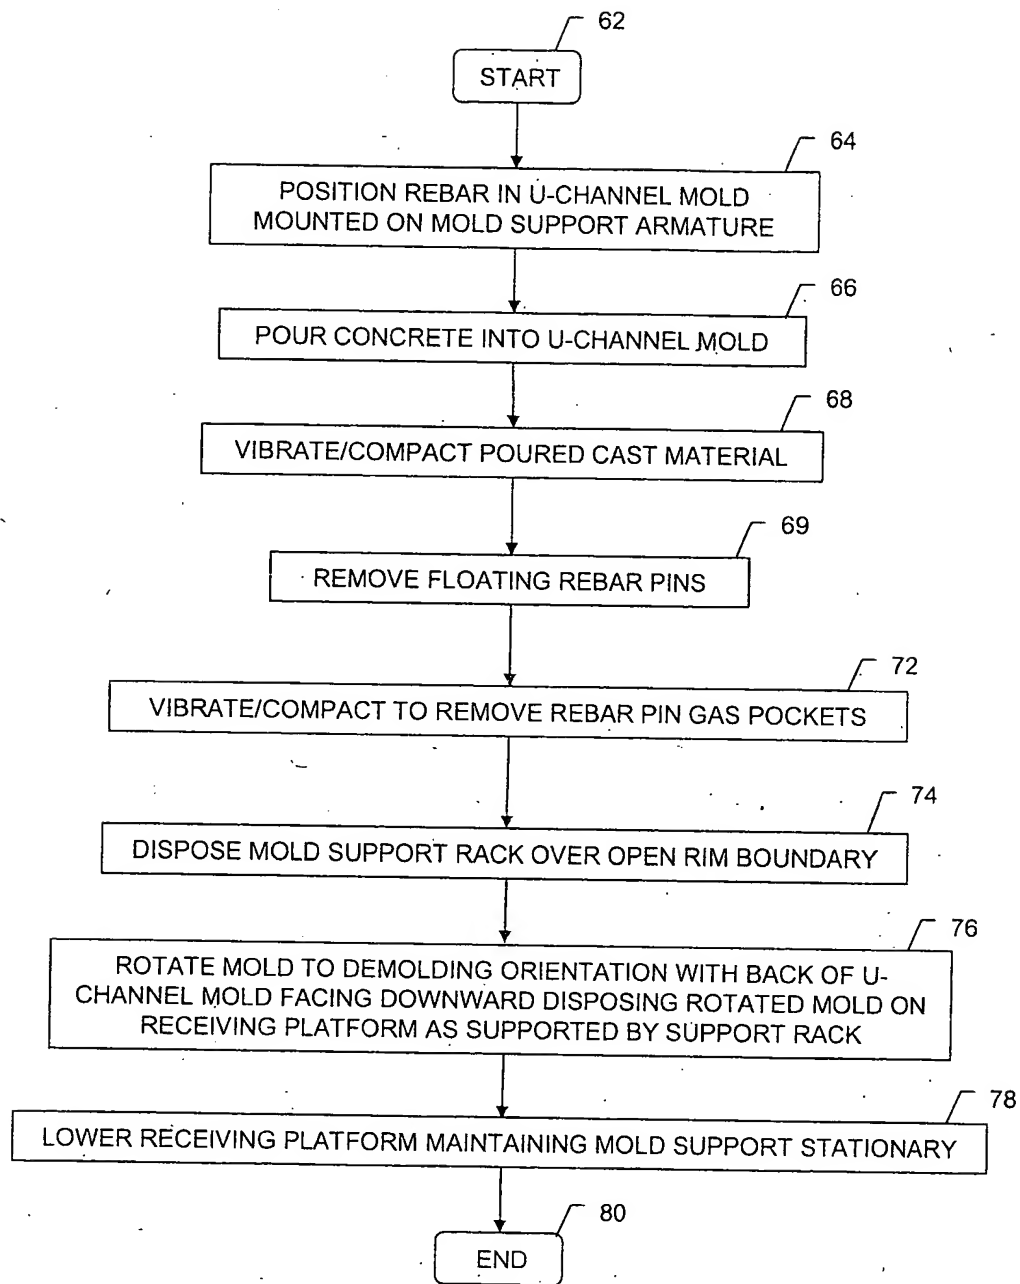 62
START
64
POSITION REBAR IN U-CHANNEL MOLD
MOUNTED ON MOLD SUPPORT ARMATURE
66
POUR CONCRETE INTO U-CHANNEL MOLD
68
VIBRATE/COMPACT POURED CAST MATERIAL
69
REMOVE FLOATING REBAR PINS
72
VIBRATE/COMPACT TO REMOVE REBAR PIN GAS POCKETS
74
DISPOSE MOLD SUPPORT RACK OVER OPEN RIM BOUNDARY
76
ROTATE MOLD TO DEMOLDING ORIENTATION WITH BACK OF U-
CHANNEL MOLD FACING DOWNWARD DISPOSING ROTATED MOLD ON
RECEIVING PLATFORM AS SUPPORTED BY SUPPORT RACK
78
LOWER RECEIVING PLATFORM MAINTAINING MOLD SUPPORT STATIONARY
80
END